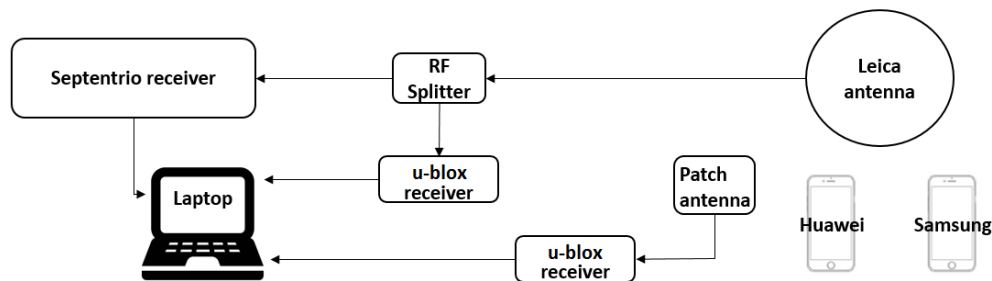 Septentrio receiver
RF
Splitter
Leica
antenna
u-blox
receiver
Patch
antenna
Laptop
Huawei
Samsung
u-blox
receiver